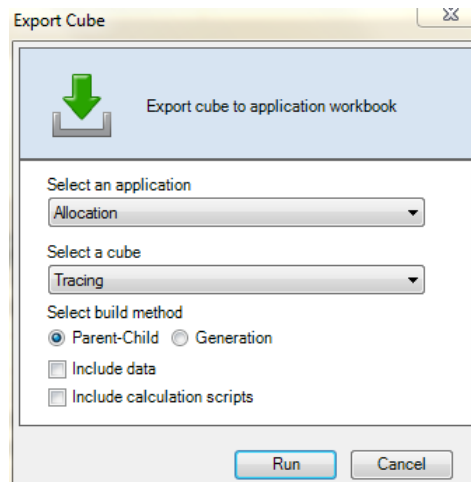 Export Cube
Export cube to application workbook
Select an application
Allocation
Select a cube
Tracing
Select build method
Parent-Child Generation
Include data
Include calculation scripts
Run Cancel